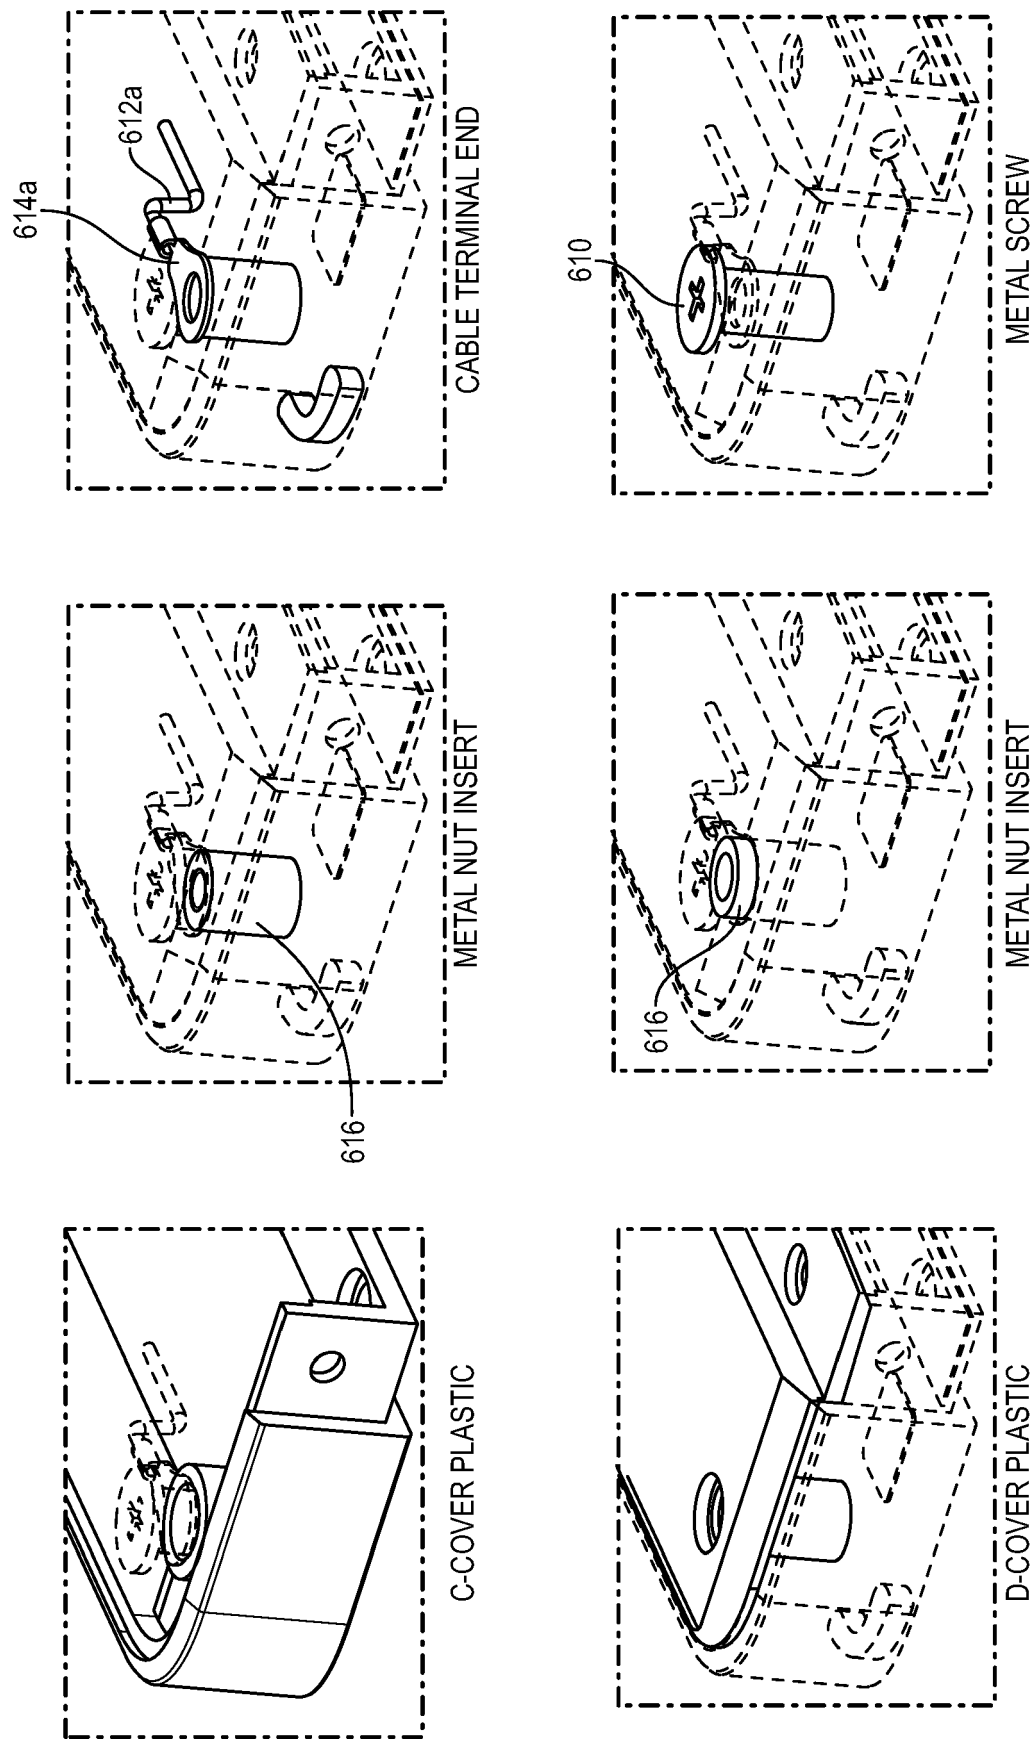 C-COVER PLASTIC
616
METAL NUT INSERT
614a
612a
CABLE TERMINAL END
D-COVER PLASTIC
616
METAL NUT INSERT
610
METAL SCREW